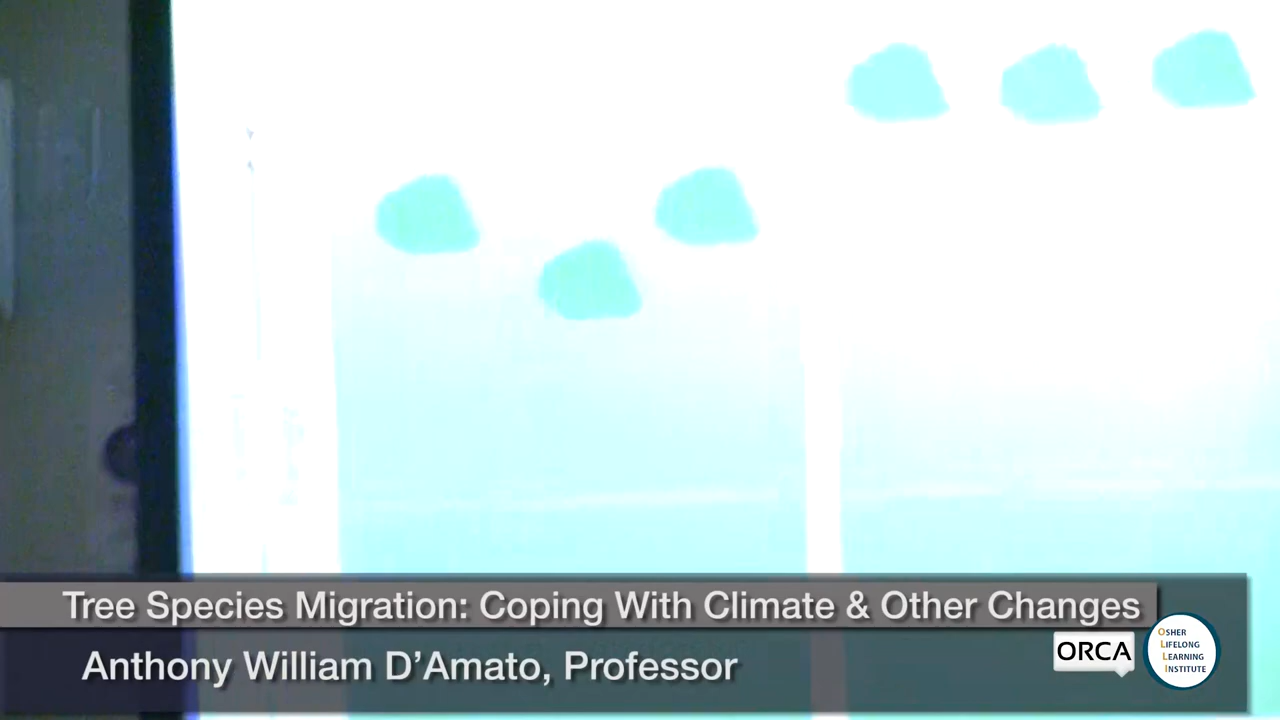 Tree Species Migration: Coping With Climate & Other Changes
Anthony William D’Amato, Professor
ORCA
OSHER
LIFELONG
LEARNING
INSTITUTE